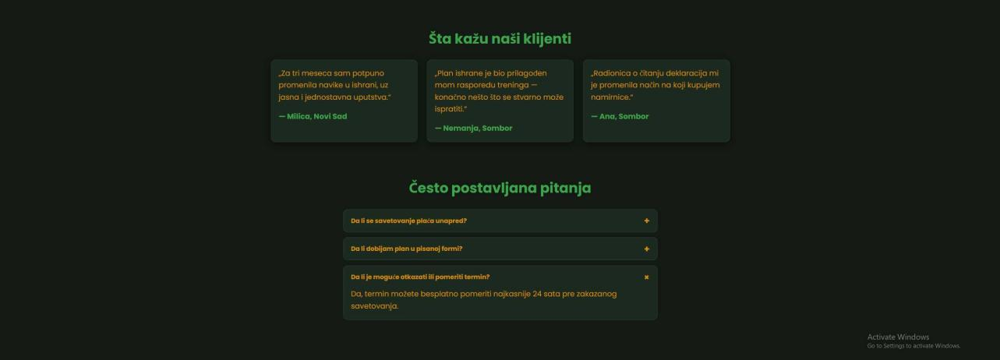 Šta kažu naši klijenti
„Za tri meseca sam potpuno
promenila navike u ishrani, uz
jasna i jednostavna uputstva.“
— Milica, Novi Sad
„Plan ishrane je bio prilagođen
mom rasporedu treninga —
konačno nešto što se stvarno može
ispratiti.“
— Nemanja, Sombor
„Radionica o čitanju deklaracija mi
je promenila način na koji kupujem
namirnice.“
— Ana, Sombor
Često postavljana pitanja
Da li se savetovanje plaća unapred?
Da li dobijam plan u pisanoj formi?
Da li je moguće otkazati ili pomeriti termin?
Da, termin možete besplatno pomeriti najkasnije 24 sata pre zakazanog
savetovanja.
Activate Windows
Go to Settings to activate Windows.